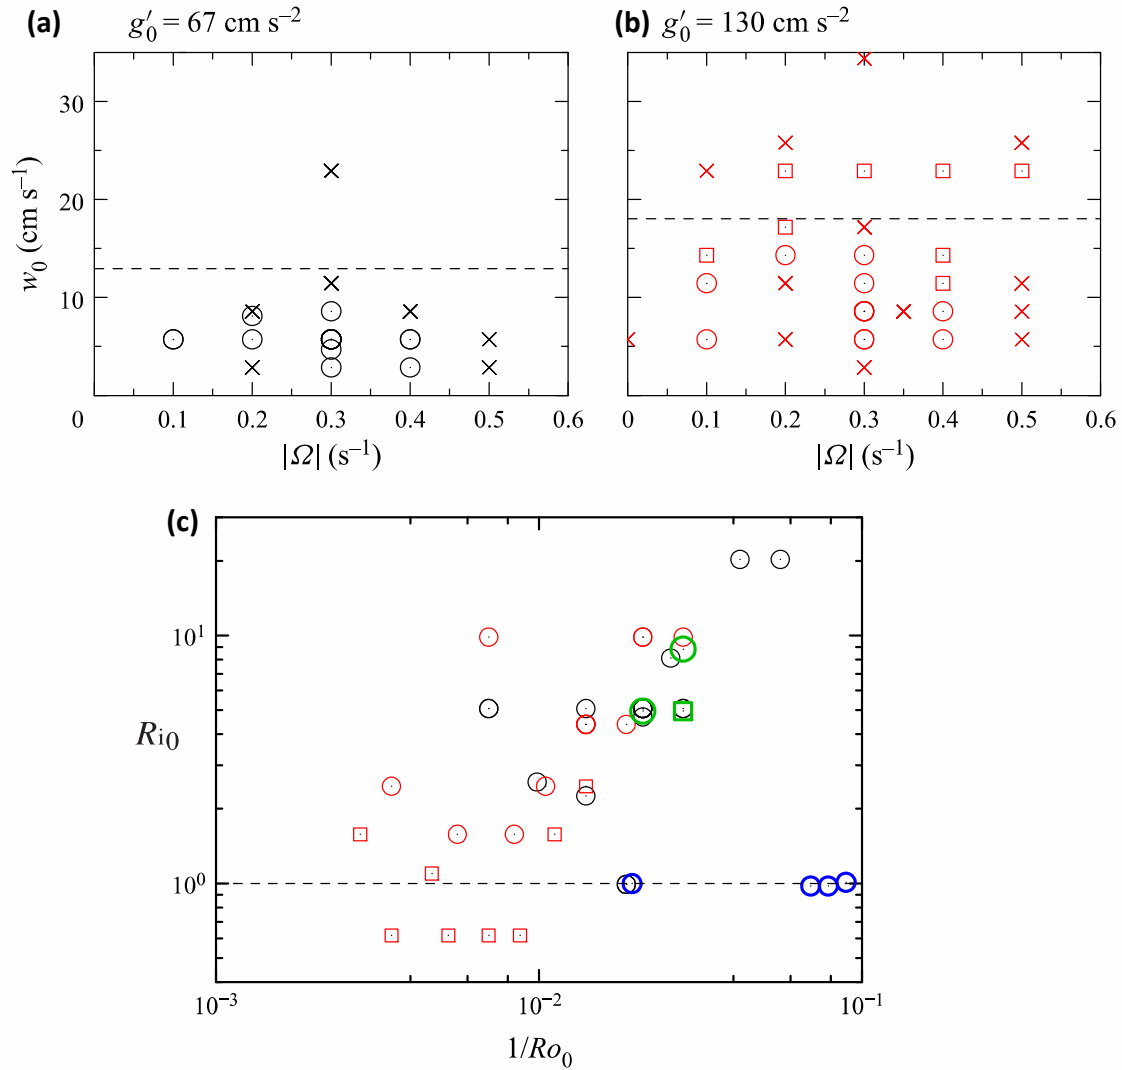 (a) g′₀ = 67 cm s⁻²
(b) g′₀ = 130 cm s⁻²
w₀ (cm s⁻¹)
30
20
10
0 0.1 0.2 0.3 0.4 0.5 0.6
|Ω| (s⁻¹)
0 0.1 0.2 0.3 0.4 0.5 0.6
|Ω| (s⁻¹)
(c)
10¹
Ri0
10⁰
10⁻³ 10⁻² 10⁻¹
1/Ro₀